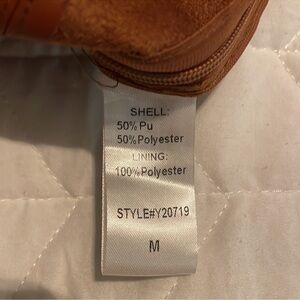 SHELL:
50% Pu
50%Polyester
LINING:
100%Polyester
STYLE#Y20719
M